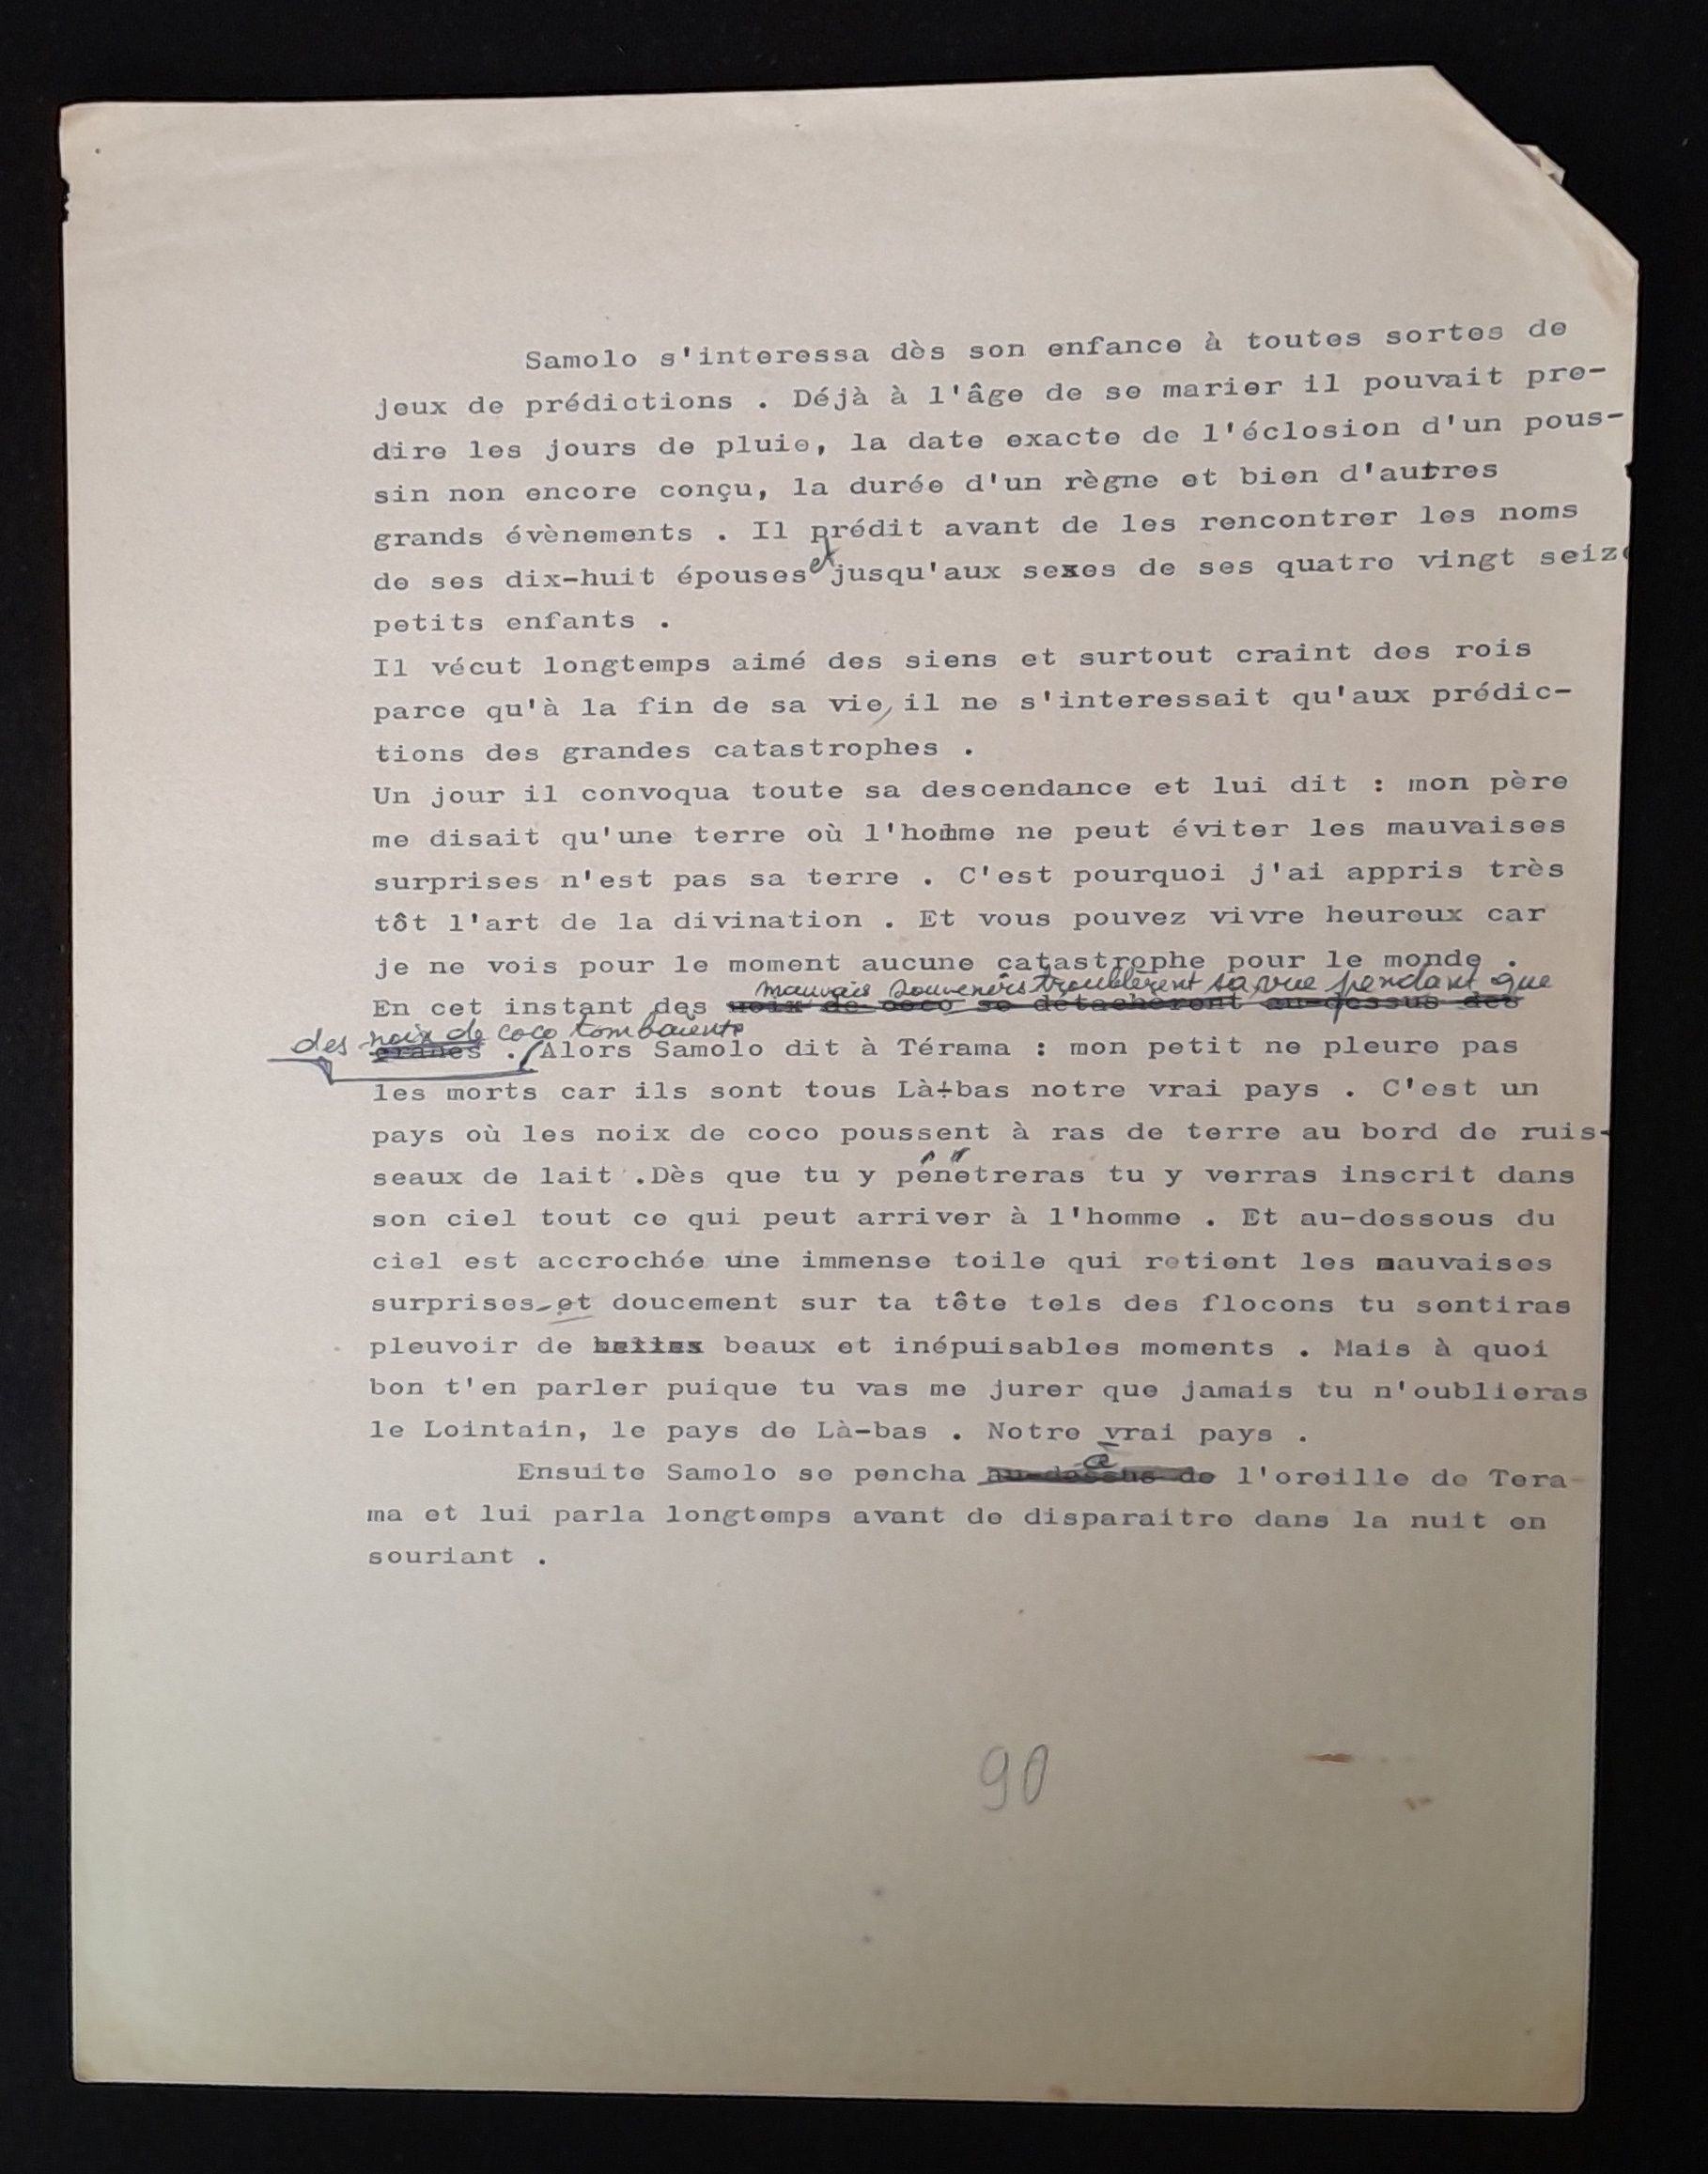 Samolo s'interessa dès son enfance à toutes sortes de
jeux de prédictions . Déjà à l'âge de se marier il pouvait pre-
dire les jours de pluie, la date exacte de l'éclosion d'un pous-
sin non encore conçu, la durée d'un règne et bien d'autres
grands évènements . Il prédit avant de les rencontrer les noms
de ses dix-huit épouses et jusqu'aux sexes de ses quatre vingt seize
petits enfants .
Il vécut longtemps aimé des siens et surtout craint des rois
parce qu'à la fin de sa vie, il ne s'interessait qu'aux prédic-
tions des grandes catastrophes .
Un jour il convoqua toute sa descendance et lui dit : mon père
me disait qu'une terre où l'homme ne peut éviter les mauvaises
surprises n'est pas sa terre . C'est pourquoi j'ai appris très
tôt l'art de la divination . Et vous pouvez vivre heureux car
je ne vois pour le moment aucune catastrophe pour le monde .
mauvais souvenirs troublèrent sa vue pendant que
En cet instant des noix de coco se detachèrent au-dessus des
des noix de coco tombaient
cranes . Alors Samolo dit à Térama : mon petit ne pleure pas
les morts car ils sont tous Là-bas notre vrai pays . C'est un
pays où les noix de coco poussent à ras de terre au bord de ruis-
seaux de lait .Dès que tu y pénètreras tu y verras inscrit dans
son ciel tout ce qui peut arriver à l'homme . Et au-dessous du
ciel est accrochée une immense toile qui retient les mauvaises
surprises et doucement sur ta tête tels des flocons tu sentiras
pleuvoir de belles beaux et inépuisables moments . Mais à quoi
bon t'en parler puique tu vas me jurer que jamais tu n'oublieras
le Lointain, le pays de Là-bas . Notre vrai pays .
à
Ensuite Samolo se pencha au-dessus de l'oreille de Tera-
ma et lui parla longtemps avant de disparaitre dans la nuit en
souriant .
90